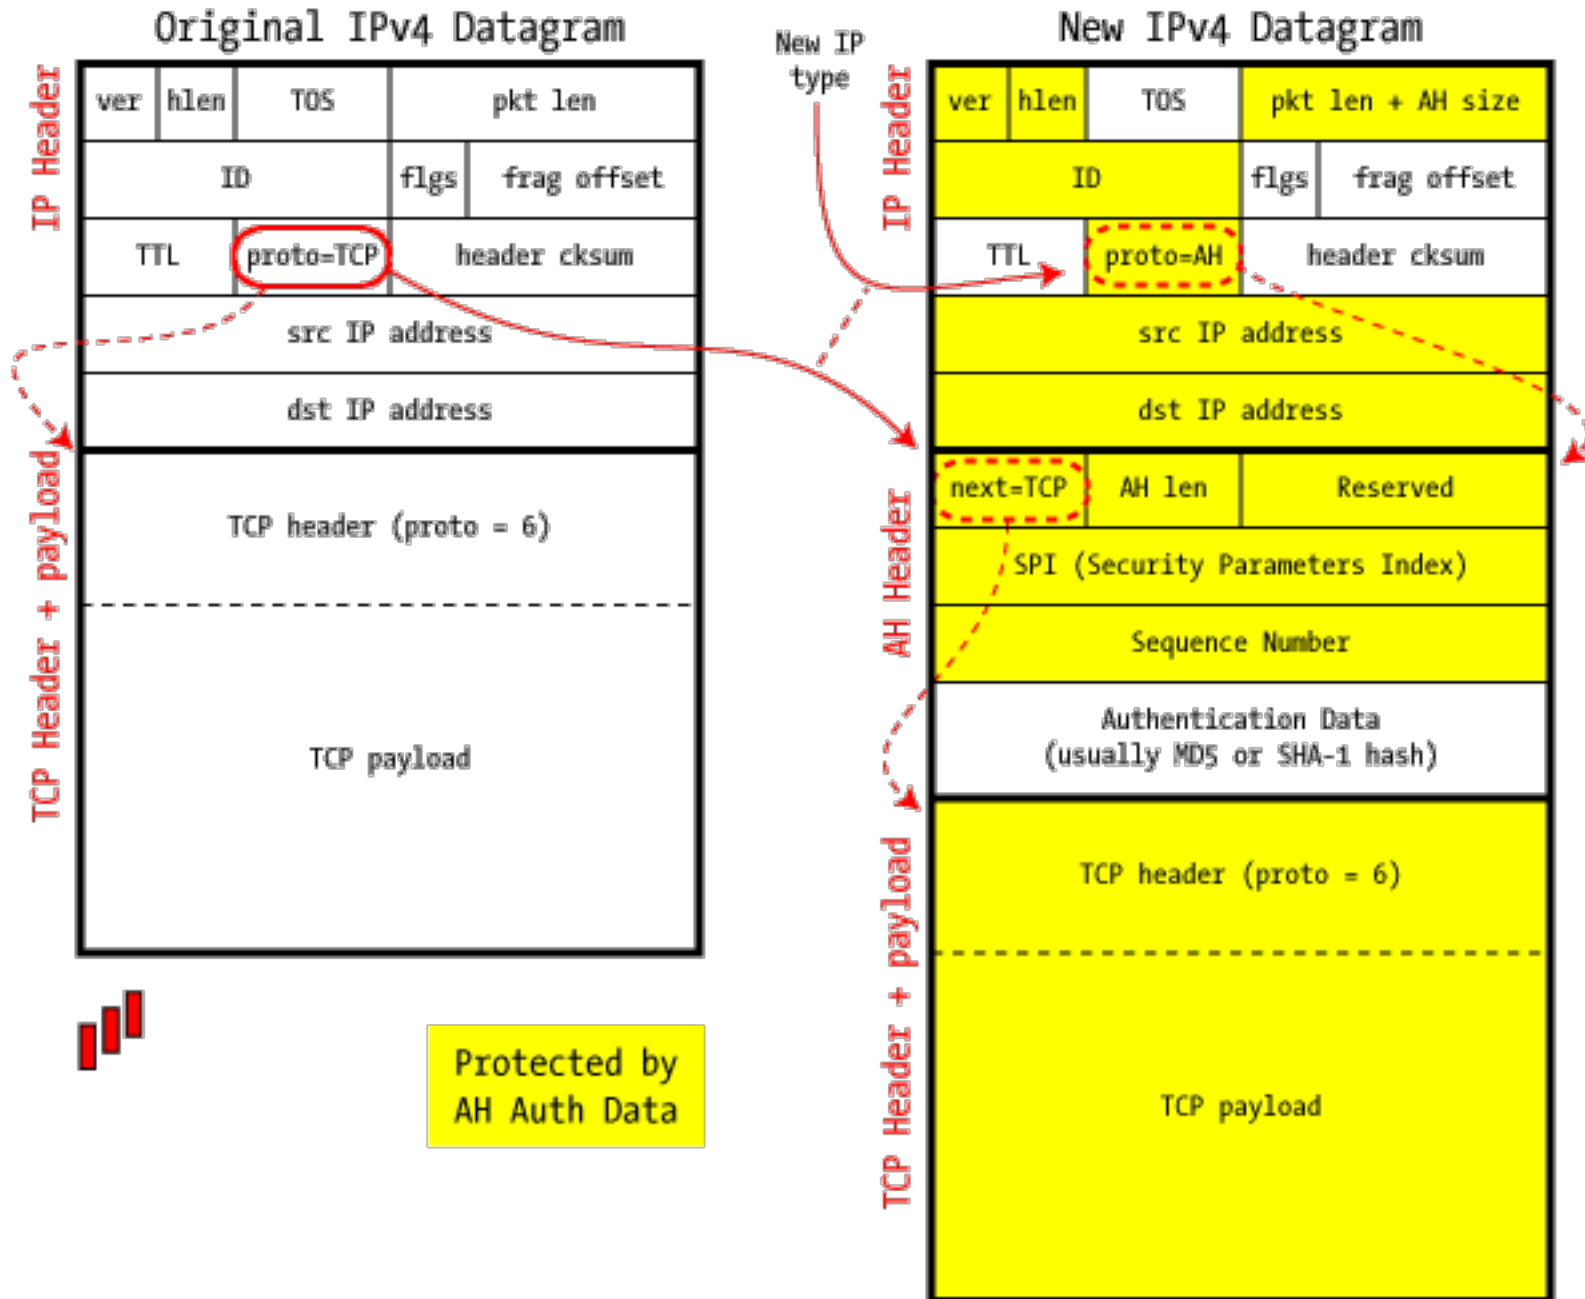 Original IPv4 Datagram
IP Header
ver hlen TOS pkt len
ID flgs frag offset
TTL proto=TCP header cksum
src IP address
dst IP address
TCP Header + payload
TCP header (proto = 6)
TCP payload
Protected by
AH Auth Data
New IP
type
New IPv4 Datagram
IP Header
ver hlen TOS pkt len + AH size
ID flgs frag offset
TTL proto=AH header cksum
src IP address
dst IP address
AH Header
next=TCP AH len Reserved
SPI (Security Parameters Index)
Sequence Number
Authentication Data
(usually MD5 or SHA-1 hash)
TCP Header + payload
TCP header (proto = 6)
TCP payload